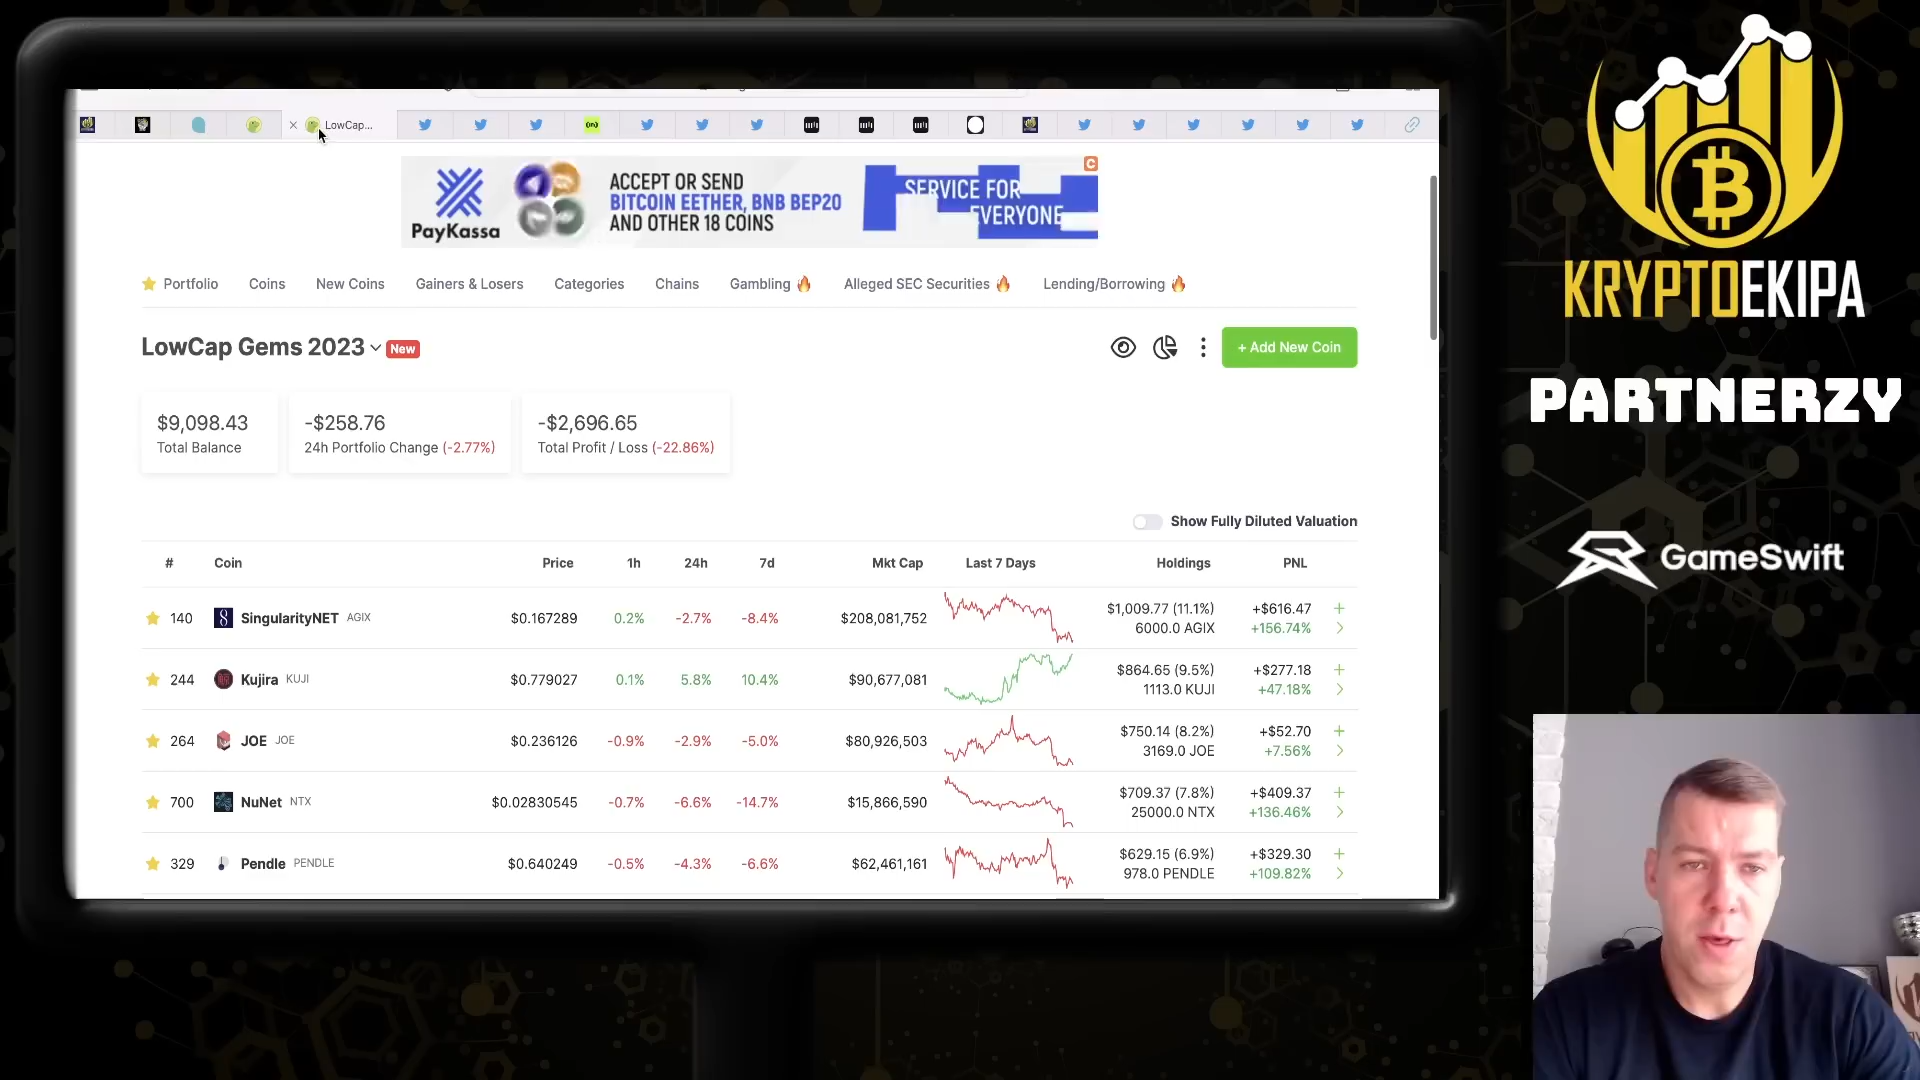 LowCap...
PayKassa
ACCEPT OR SEND
BITCOIN EETHER, BNB BEP20
AND OTHER 18 COINS
SERVICE FOR
EVERYONE
Portfolio Coins New Coins Gainers & Losers Categories Chains Gambling Alleged SEC Securities Lending/Borrowing
LowCap Gems 2023 New
+ Add New Coin
$9,098.43
Total Balance
-$258.76
24h Portfolio Change (-2.77%)
-$2,696.65
Total Profit / Loss (-22.86%)
Show Fully Diluted Valuation
# Coin Price 1h 24h 7d Mkt Cap Last 7 Days Holdings PNL
140 SingularityNET AGIX $0.167289 0.2% -2.7% -8.4% $208,081,752 $1,009.77 (11.1%) +$616.47
6000.0 AGIX +156.74%
244 Kujira KUJI $0.779027 0.1% 5.8% 10.4% $90,677,081 $864.65 (9.5%) +$277.18
1113.0 KUJI +47.18%
264 JOE JOE $0.236126 -0.9% -2.9% -5.0% $80,926,503 $750.14 (8.2%) +$52.70
3169.0 JOE +7.56%
700 NuNet NTX $0.02830545 -0.7% -6.6% -14.7% $15,866,590 $709.37 (7.8%) +$409.37
25000.0 NTX +136.46%
329 Pendle PENDLE $0.640249 -0.5% -4.3% -6.6% $62,461,161 $629.15 (6.9%) +$329.30
978.0 PENDLE +109.82%
KRYPTOEKIPA
PARTNERZY
GameSwift